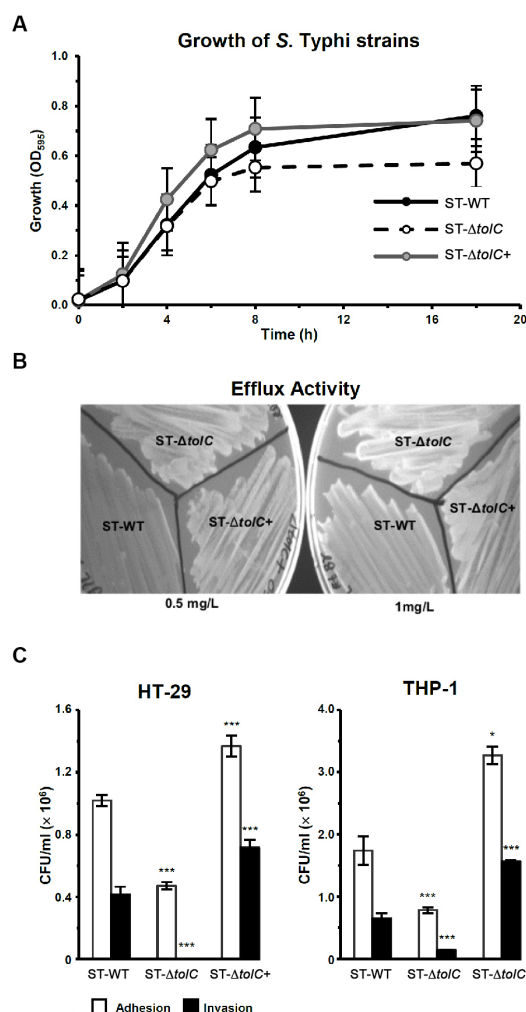 A
Growth of S. Typhi strains
Growth (OD595)
1.0
0.8
0.6
0.4
0.2
0.0
0
4
8
12
16
20
Time (h)
ST-WT
ST-ΔtolC
ST-ΔtolC+
B
Efflux Activity
ST-ΔtolC
ST-WT
ST-ΔtolC+
ST-ΔtolC
ST-WT
ST-ΔtolC+
0.5 mg/L
1mg/L
C
HT-29
CFU/ml (× 10⁶)
1.6
1.2
0.8
0.4
0
***
***
***
***
ST-WT
ST-ΔtolC
ST-ΔtolC+
THP-1
CFU/ml (× 10⁶)
4.0
3.0
2.0
1.0
0
***
***
*
***
ST-WT
ST-ΔtolC
ST-ΔtolC
Adhesion
Invasion